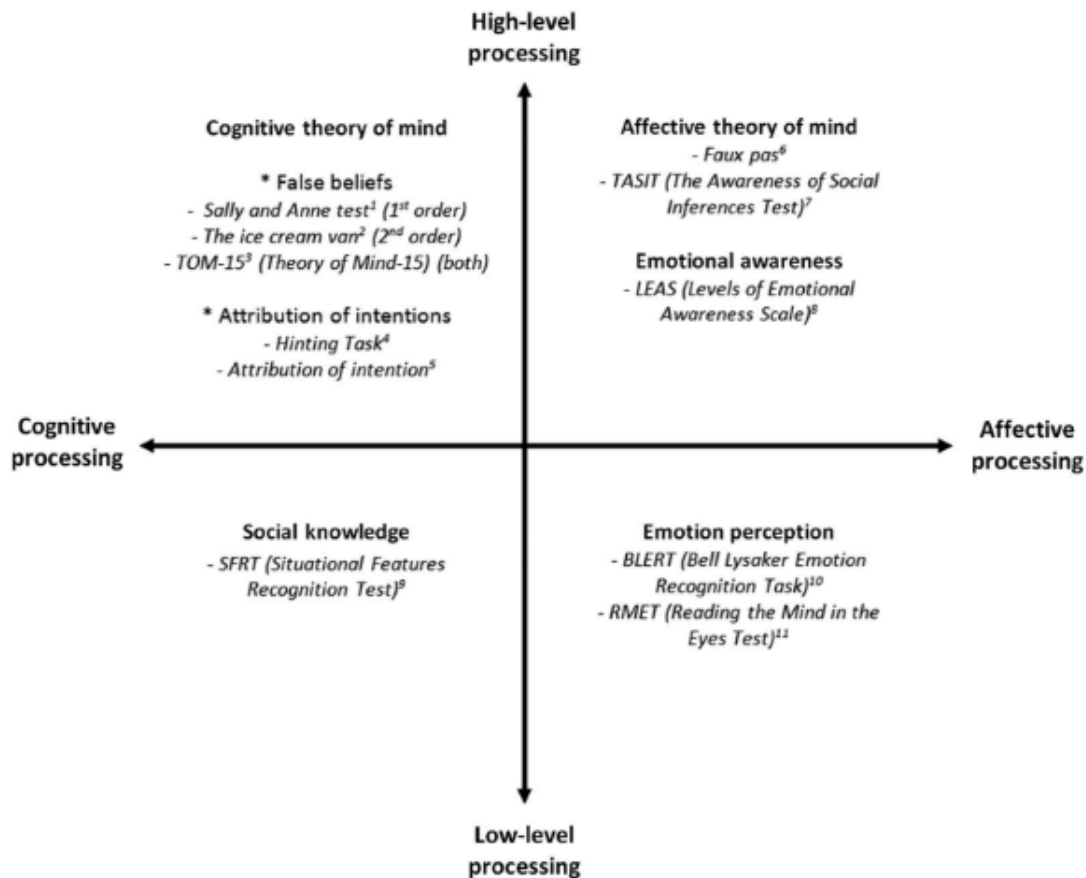 High-level
processing
Cognitive theory of mind
* False beliefs
- Sally and Anne test¹ (1ˢᵗ order)
- The ice cream van² (2ⁿᵈ order)
- TOM-15³ (Theory of Mind-15) (both)
* Attribution of intentions
- Hinting Task⁴
- Attribution of intention⁵
Affective theory of mind
- Faux pas⁶
- TASIT (The Awareness of Social
Inferences Test)⁷
Emotional awareness
- LEAS (Levels of Emotional
Awareness Scale)⁸
Cognitive
processing
Affective
processing
Social knowledge
- SFRT (Situational Features
Recognition Test)⁹
Emotion perception
- BLERT (Bell Lysaker Emotion
Recognition Task)¹⁰
- RMET (Reading the Mind in the
Eyes Test)¹¹
Low-level
processing